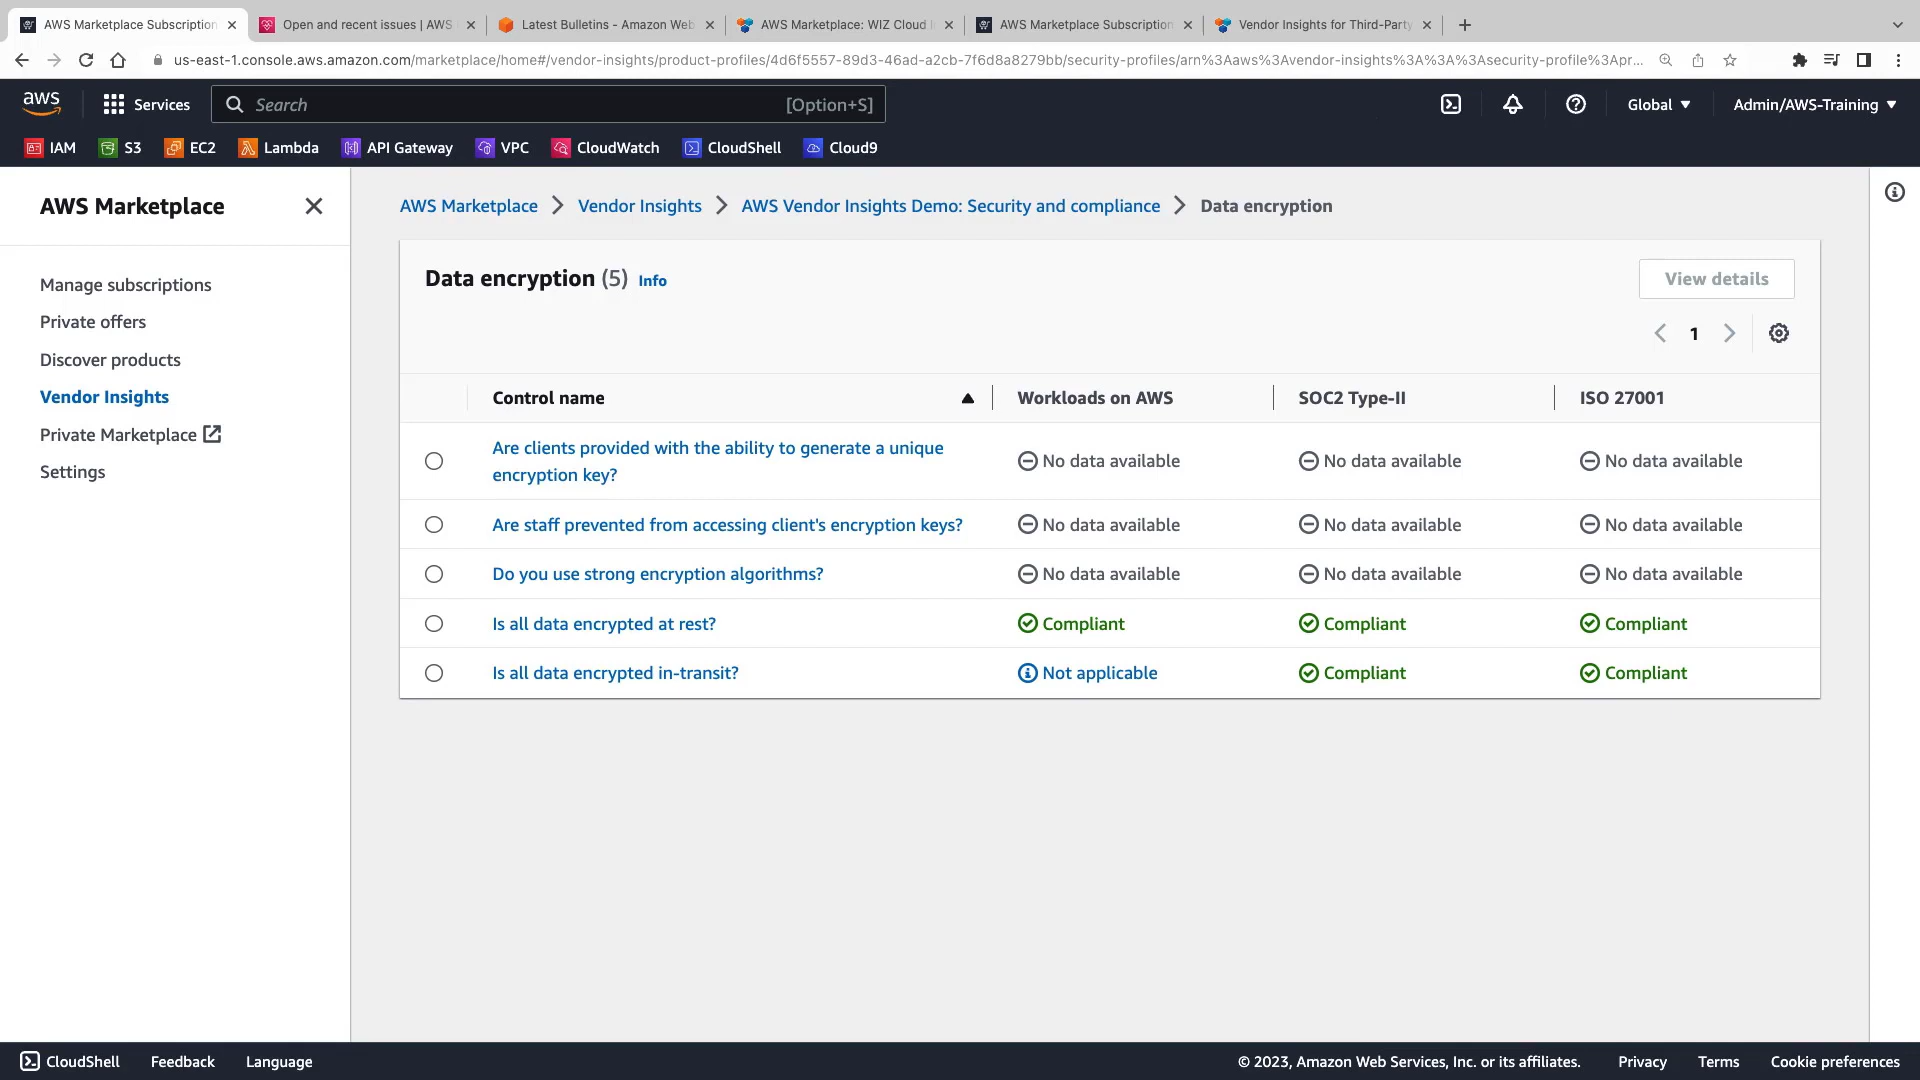 AWS Marketplace Subscription
Open and recent issues | AWS
Latest Bulletins - Amazon Web
AWS Marketplace: WIZ Cloud I
AWS Marketplace Subscription
Vendor Insights for Third-Party
us-east-1.console.aws.amazon.com/marketplace/home#/vendor-insights/product-profiles/4d6f5557-89d3-46ad-a2cb-7f6d8a8279bb/security-profiles/arn%3Aaws%3Avendor-insights%3A%3A%3Asecurity-profile%3Apr...
aws
Services
Search
[Option+S]
Global
Admin/AWS-Training
IAM
S3
EC2
Lambda
API Gateway
VPC
CloudWatch
CloudShell
Cloud9
AWS Marketplace
Manage subscriptions
Private offers
Discover products
Vendor Insights
Private Marketplace
Settings
AWS Marketplace > Vendor Insights > AWS Vendor Insights Demo: Security and compliance > Data encryption
Data encryption (5) Info
View details
1
Control name
Workloads on AWS
SOC2 Type-II
ISO 27001
Are clients provided with the ability to generate a unique
encryption key?
No data available
No data available
No data available
Are staff prevented from accessing client's encryption keys?
No data available
No data available
No data available
Do you use strong encryption algorithms?
No data available
No data available
No data available
Is all data encrypted at rest?
Compliant
Compliant
Compliant
Is all data encrypted in-transit?
Not applicable
Compliant
Compliant
CloudShell
Feedback
Language
© 2023, Amazon Web Services, Inc. or its affiliates.
Privacy
Terms
Cookie preferences